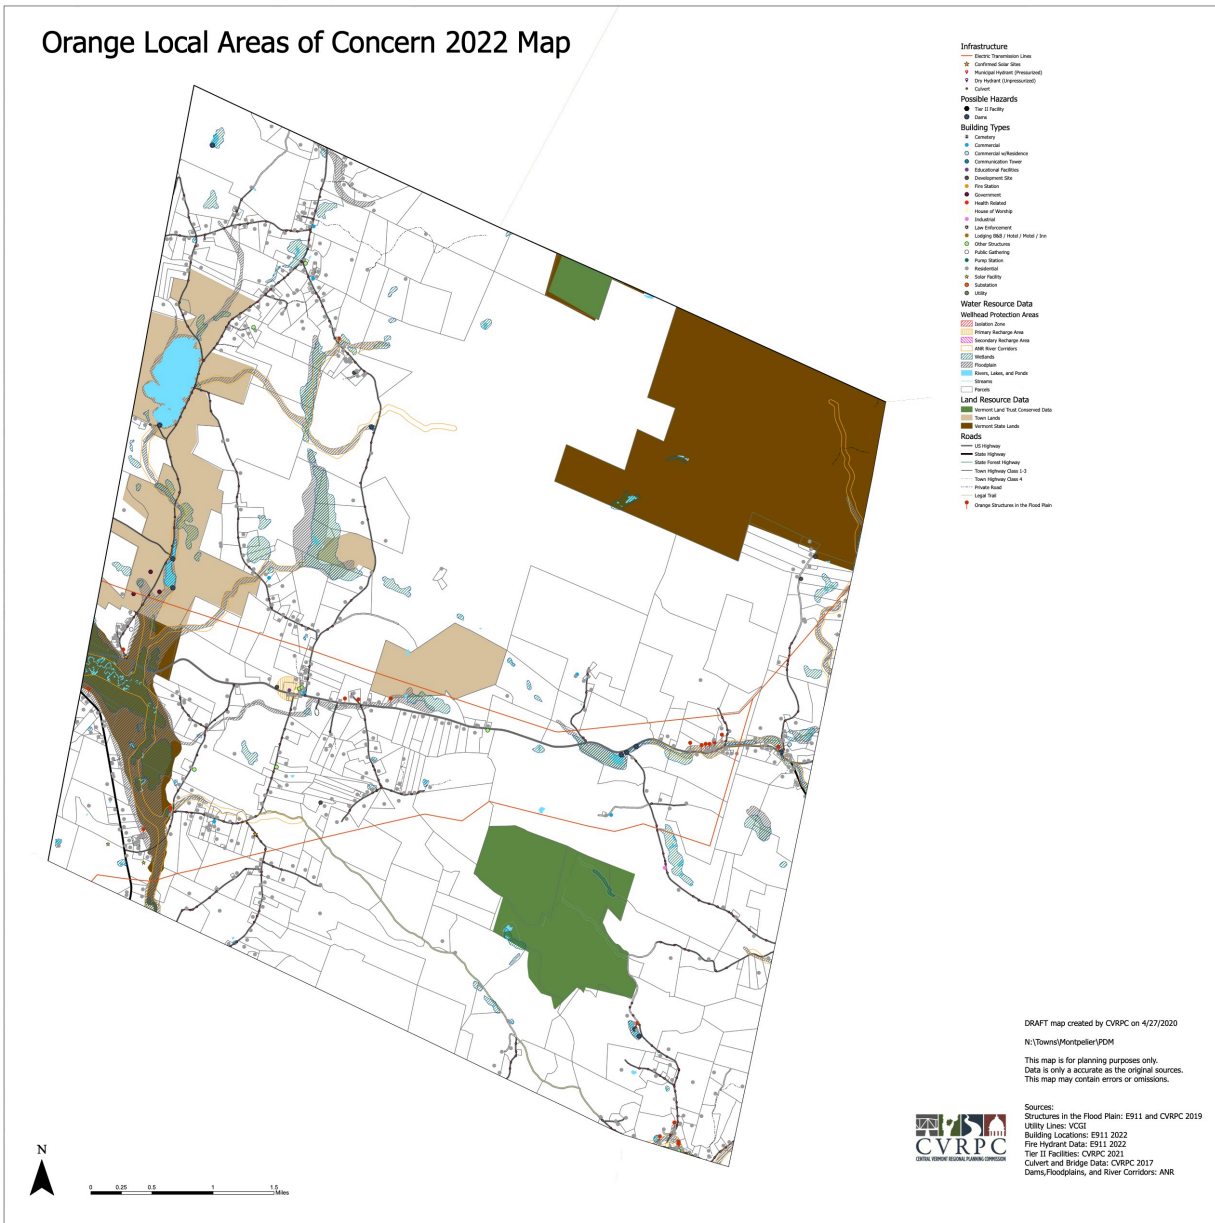 Orange Local Areas of Concern 2022 Map
Infrastructure
Electric Transmission Lines
Confirmed Solar Sites
Municipal Hydrant (Pressurized)
Dry Hydrant (Unpressurized)
Culvert
Possible Hazards
Tier II Facility
Dams
Building Types
Cemetery
Commercial
Commercial w/Residence
Communication Tower
Educational Facilities
Development Site
Fire Station
Government
Health Related
House of Worship
Industrial
Law Enforcement
Lodging B&B / Hotel / Motel / Inn
Other Structures
Public Gathering
Pump Station
Residential
Solar Facility
Substation
Utility
Water Resource Data
Wellhead Protection Areas
Isolation Zone
Primary Recharge Area
Secondary Recharge Area
ANR River Corridors
Wetlands
Floodplain
Rivers, Lakes, and Ponds
Streams
Parcels
Land Resource Data
Vermont Land Trust Conserved Data
Town Lands
Vermont State Lands
Roads
US Highway
State Highway
State Forest Highway
Town Highway Class 1-3
Town Highway Class 4
Private Road
Legal Trail
Orange Structures in the Flood Plain
DRAFT map created by CVRPC on 4/27/2020
N:\Towns\Montpelier\PDM
This map is for planning purposes only.
Data is only a accurate as the original sources.
This map may contain errors or omissions.
Sources:
Structures in the Flood Plain: E911 and CVRPC 2019
Utility Lines: VCGI
Building Locations: E911 2022
Fire Hydrant Data: E911 2022
Tier II Facilities: CVRPC 2021
Culvert and Bridge Data: CVRPC 2017
Dams,Floodplains, and River Corridors: ANR
CVRPC
CENTRAL VERMONT REGIONAL PLANNING COMMISSION
N
0 0.25 0.5 1 1.5
Miles